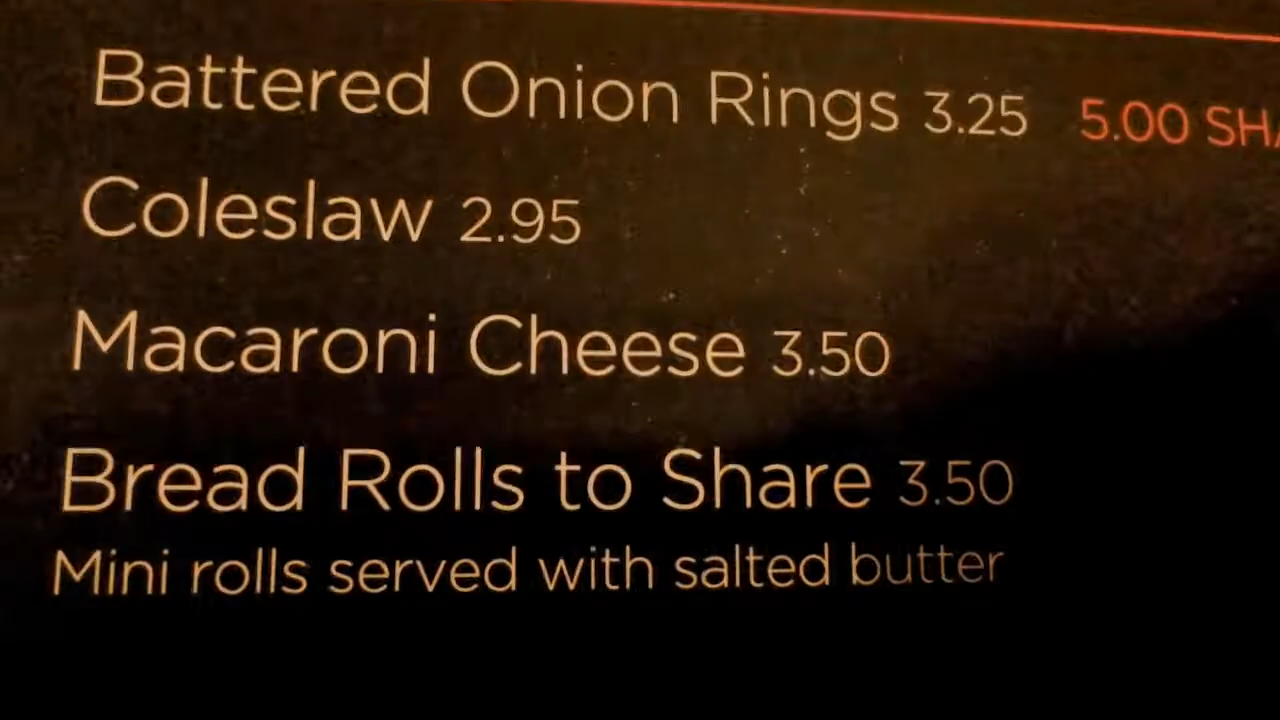 Battered Onion Rings 3.25 5.00
Coleslaw 2.95
Macaroni Cheese 3.50
Bread Rolls to Share 3.50
Mini rolls served with salted butter